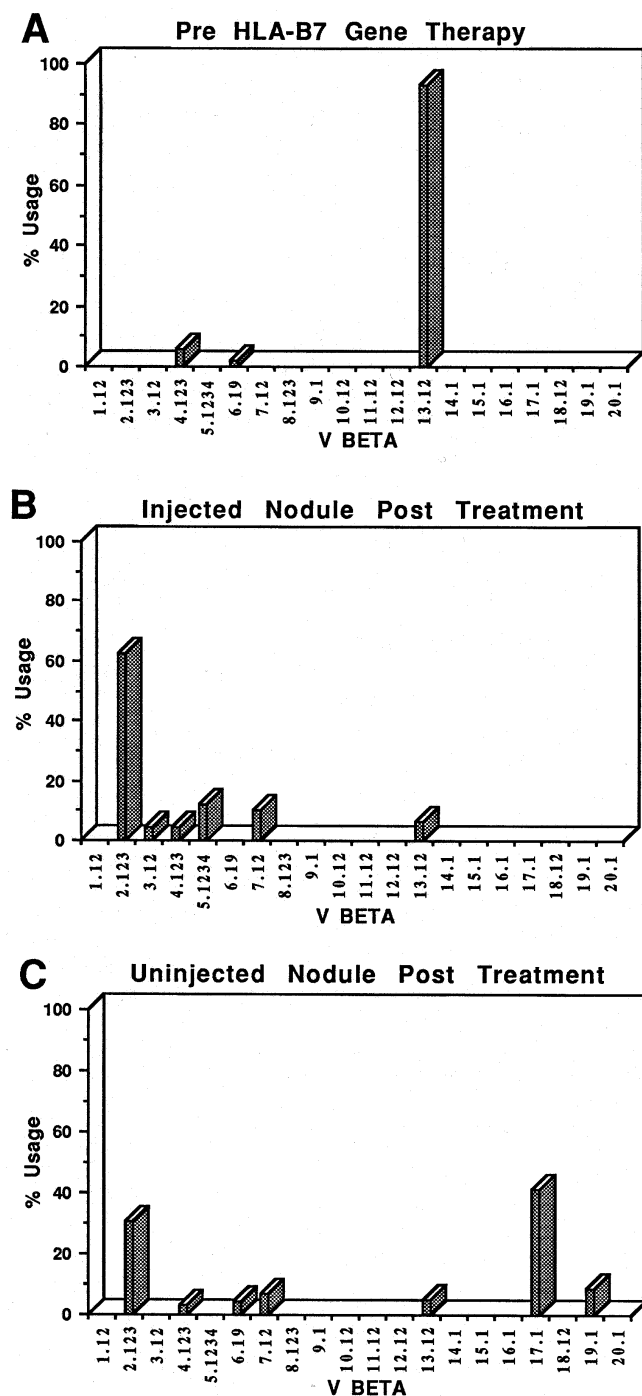 A
Pre HLA-B7 Gene Therapy
100
80
60
40
20
0
% Usage
1.12 2.123 3.12 4.123 5.1234 6.19 7.12 8.123 9.1 10.12 11.12 12.12 13.12 14.1 15.1 16.1 17.1 18.12 19.1 20.1
V BETA
B
Injected Nodule Post Treatment
100
80
60
40
20
0
% Usage
1.12 2.123 3.12 4.123 5.1234 6.19 7.12 8.123 9.1 10.12 11.12 12.12 13.12 14.1 15.1 16.1 17.1 18.12 19.1 20.1
V BETA
C
Uninjected Nodule Post Treatment
100
80
60
40
20
0
% Usage
1.12 2.123 3.12 4.123 5.1234 6.19 7.12 8.123 9.1 10.12 11.12 12.12 13.12 14.1 15.1 16.1 17.1 18.12 19.1 20.1
V BETA